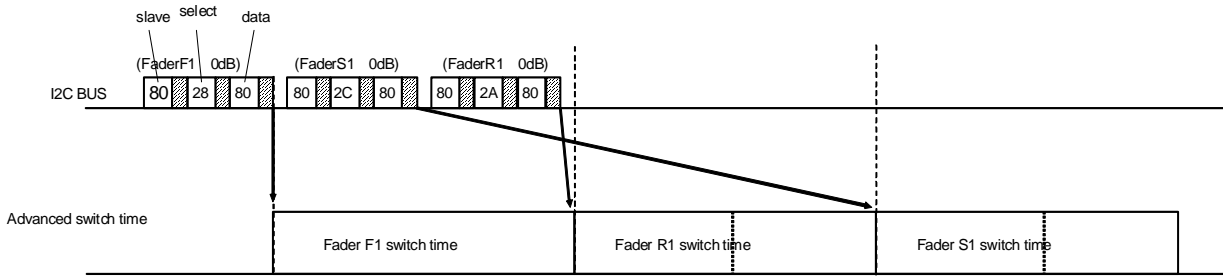 slave select data
(FaderF1 0dB) (FaderS1 0dB) (FaderR1 0dB)
I2C BUS 80 28 80 80 2C 80 80 2A 80
Advanced switch time
Fader F1 switch time Fader R1 switch time Fader S1 switch time